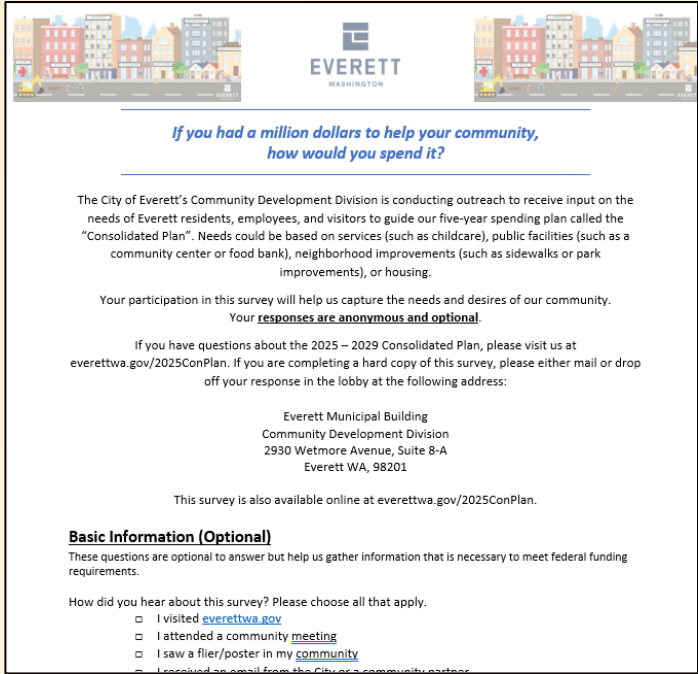 EVERETT
WASHINGTON
If you had a million dollars to help your community,
how would you spend it?
The City of Everett's Community Development Division is conducting outreach to receive input on the
needs of Everett residents, employees, and visitors to guide our five-year spending plan called the
“Consolidated Plan”. Needs could be based on services (such as childcare), public facilities (such as a
community center or food bank), neighborhood improvements (such as sidewalks or park
improvements), or housing.
Your participation in this survey will help us capture the needs and desires of our community.
Your responses are anonymous and optional.
If you have questions about the 2025 – 2029 Consolidated Plan, please visit us at
everettwa.gov/2025ConPlan. If you are completing a hard copy of this survey, please either mail or drop
off your response in the lobby at the following address:
Everett Municipal Building
Community Development Division
2930 Wetmore Avenue, Suite 8-A
Everett WA, 98201
This survey is also available online at everettwa.gov/2025ConPlan.
Basic Information (Optional)
These questions are optional to answer but help us gather information that is necessary to meet federal funding
requirements.
How did you hear about this survey? Please choose all that apply.
□ I visited everettwa.gov
□ I attended a community meeting
□ I saw a flier/poster in my community
□ I received an email from the City or a community partner